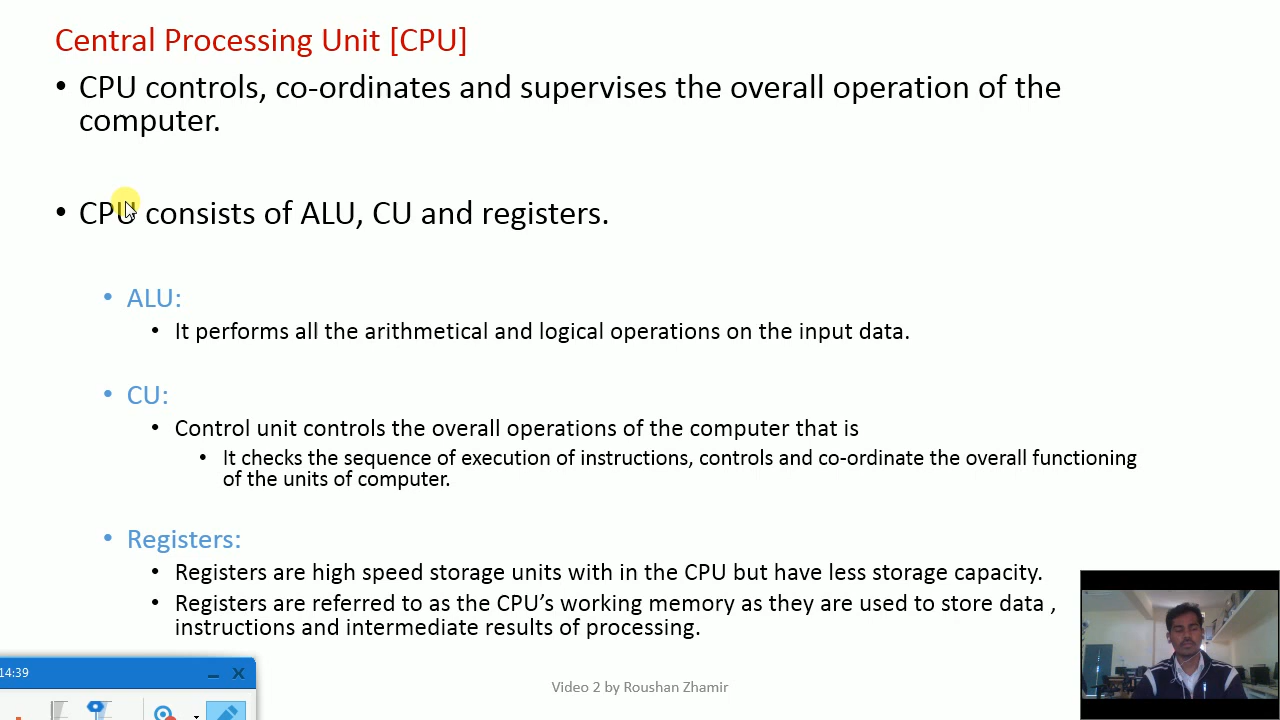 Central Processing Unit [CPU]
• CPU controls, co-ordinates and supervises the overall operation of the
computer.
• CPU consists of ALU, CU and registers.
• ALU:
• It performs all the arithmetical and logical operations on the input data.
• CU:
• Control unit controls the overall operations of the computer that is
• It checks the sequence of execution of instructions, controls and co-ordinate the overall functioning
of the units of computer.
• Registers:
• Registers are high speed storage units with in the CPU but have less storage capacity.
• Registers are referred to as the CPU’s working memory as they are used to store data ,
instructions and intermediate results of processing.
14:39
Video 2 by Roushan Zhamir